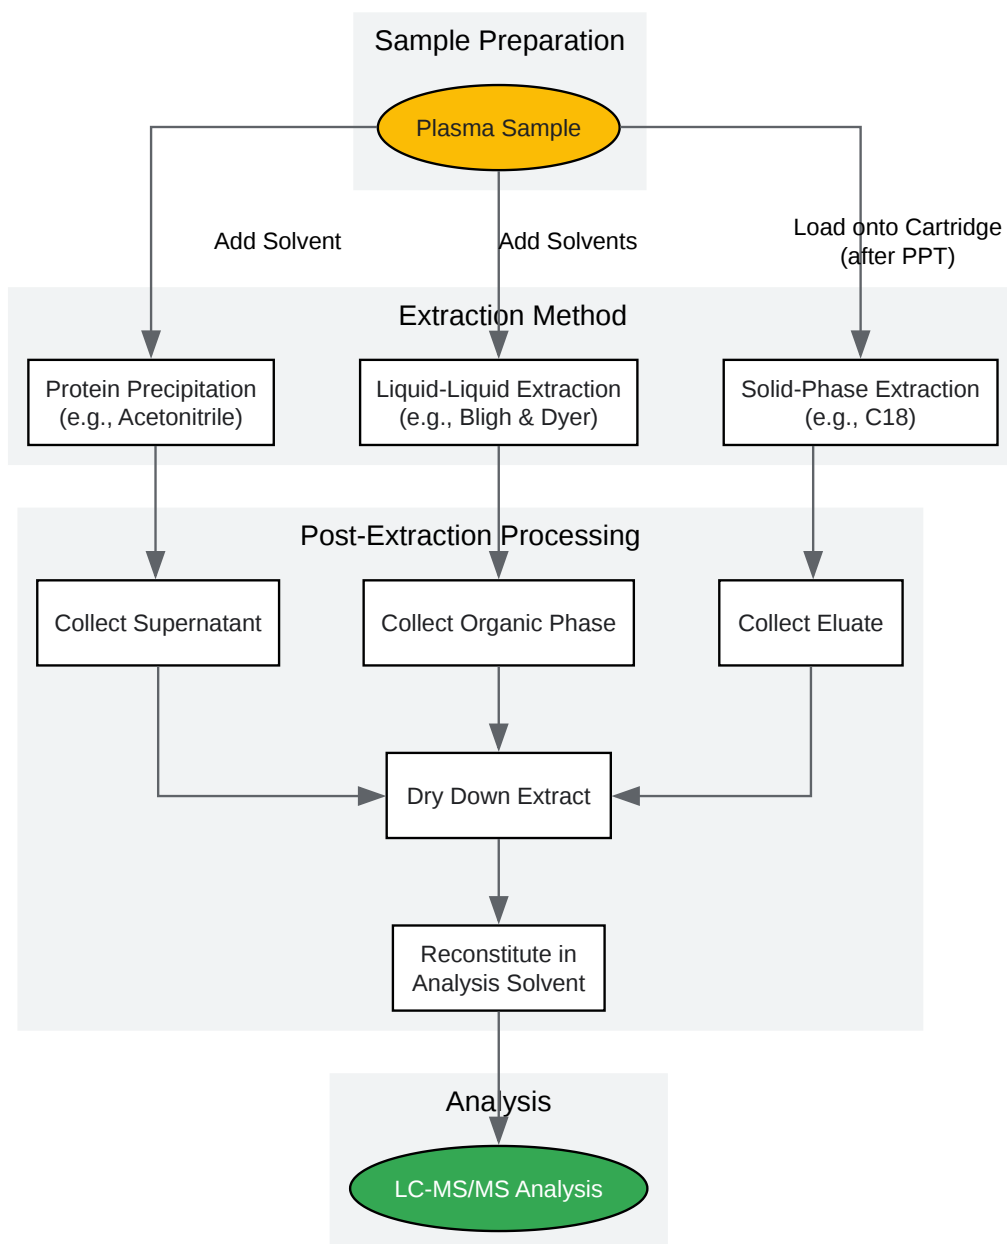 Sample Preparation
Plasma Sample
Add Solvent
Add Solvents
Load onto Cartridge
(after PPT)
Extraction Method
Protein Precipitation
(e.g., Acetonitrile)
Liquid-Liquid Extraction
(e.g., Bligh & Dyer)
Solid-Phase Extraction
(e.g., C18)
Post-Extraction Processing
Collect Supernatant
Collect Organic Phase
Collect Eluate
Dry Down Extract
Reconstitute in
Analysis Solvent
Analysis
LC-MS/MS Analysis